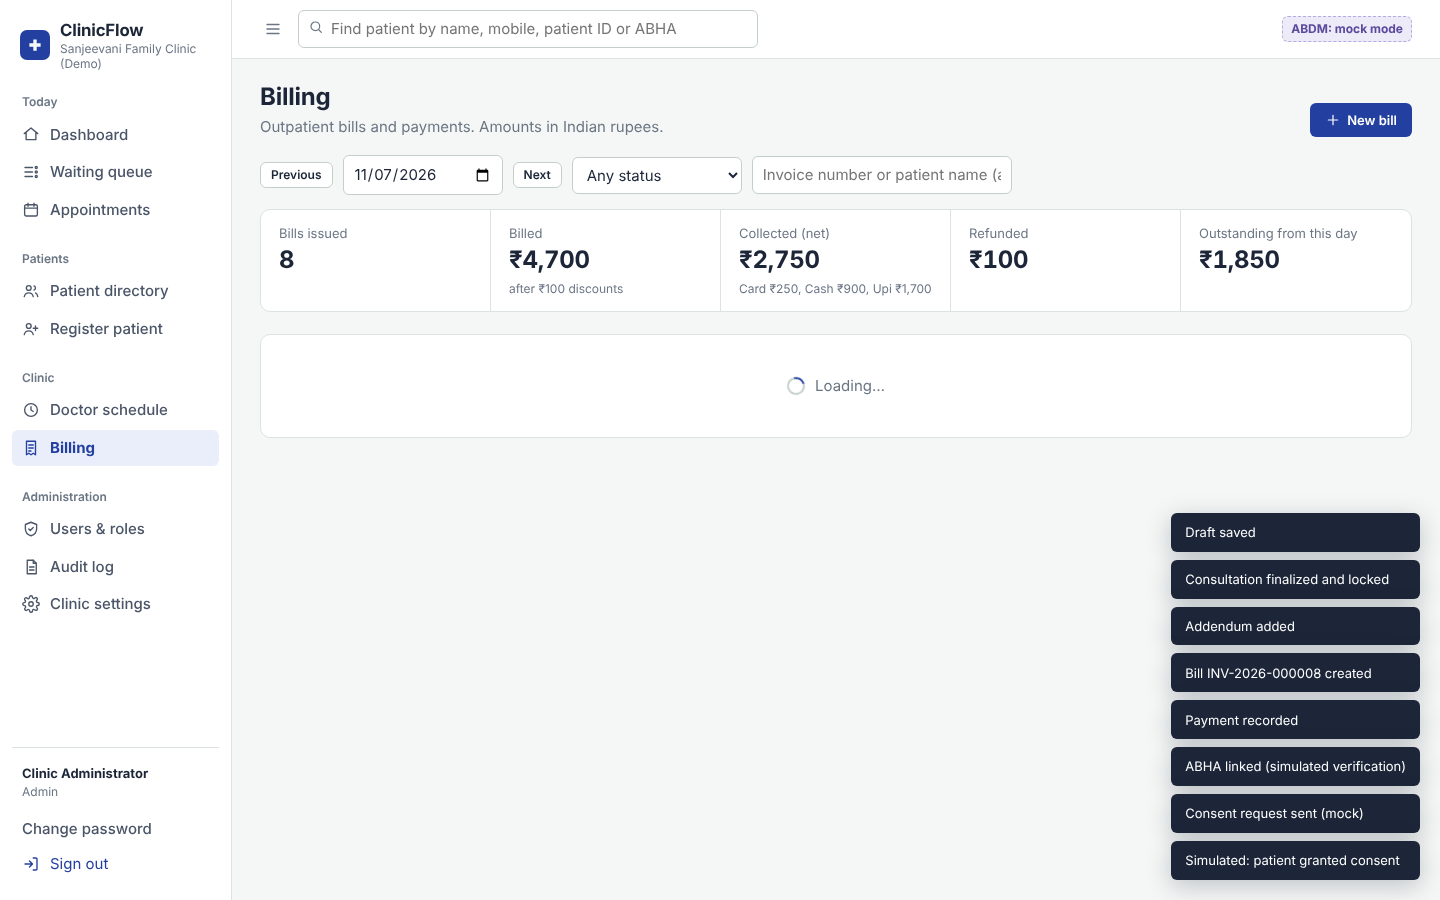 ClinicFlow
Sanjeevani Family Clinic
(Demo)
Today
Dashboard
Waiting queue
Appointments
Patients
Patient directory
Register patient
Clinic
Doctor schedule
Billing
Administration
Users & roles
Audit log
Clinic settings
Clinic Administrator
Admin
Change password
Sign out
Find patient by name, mobile, patient ID or ABHA
ABDM: mock mode
Billing
Outpatient bills and payments. Amounts in Indian rupees.
New bill
Previous
11/07/2026
Next
Any status
Invoice number or patient name (a
Bills issued
8
Billed
₹4,700
after ₹100 discounts
Collected (net)
₹2,750
Card ₹250, Cash ₹900, Upi ₹1,700
Refunded
₹100
Outstanding from this day
₹1,850
Loading...
Draft saved
Consultation finalized and locked
Addendum added
Bill INV-2026-000008 created
Payment recorded
ABHA linked (simulated verification)
Consent request sent (mock)
Simulated: patient granted consent